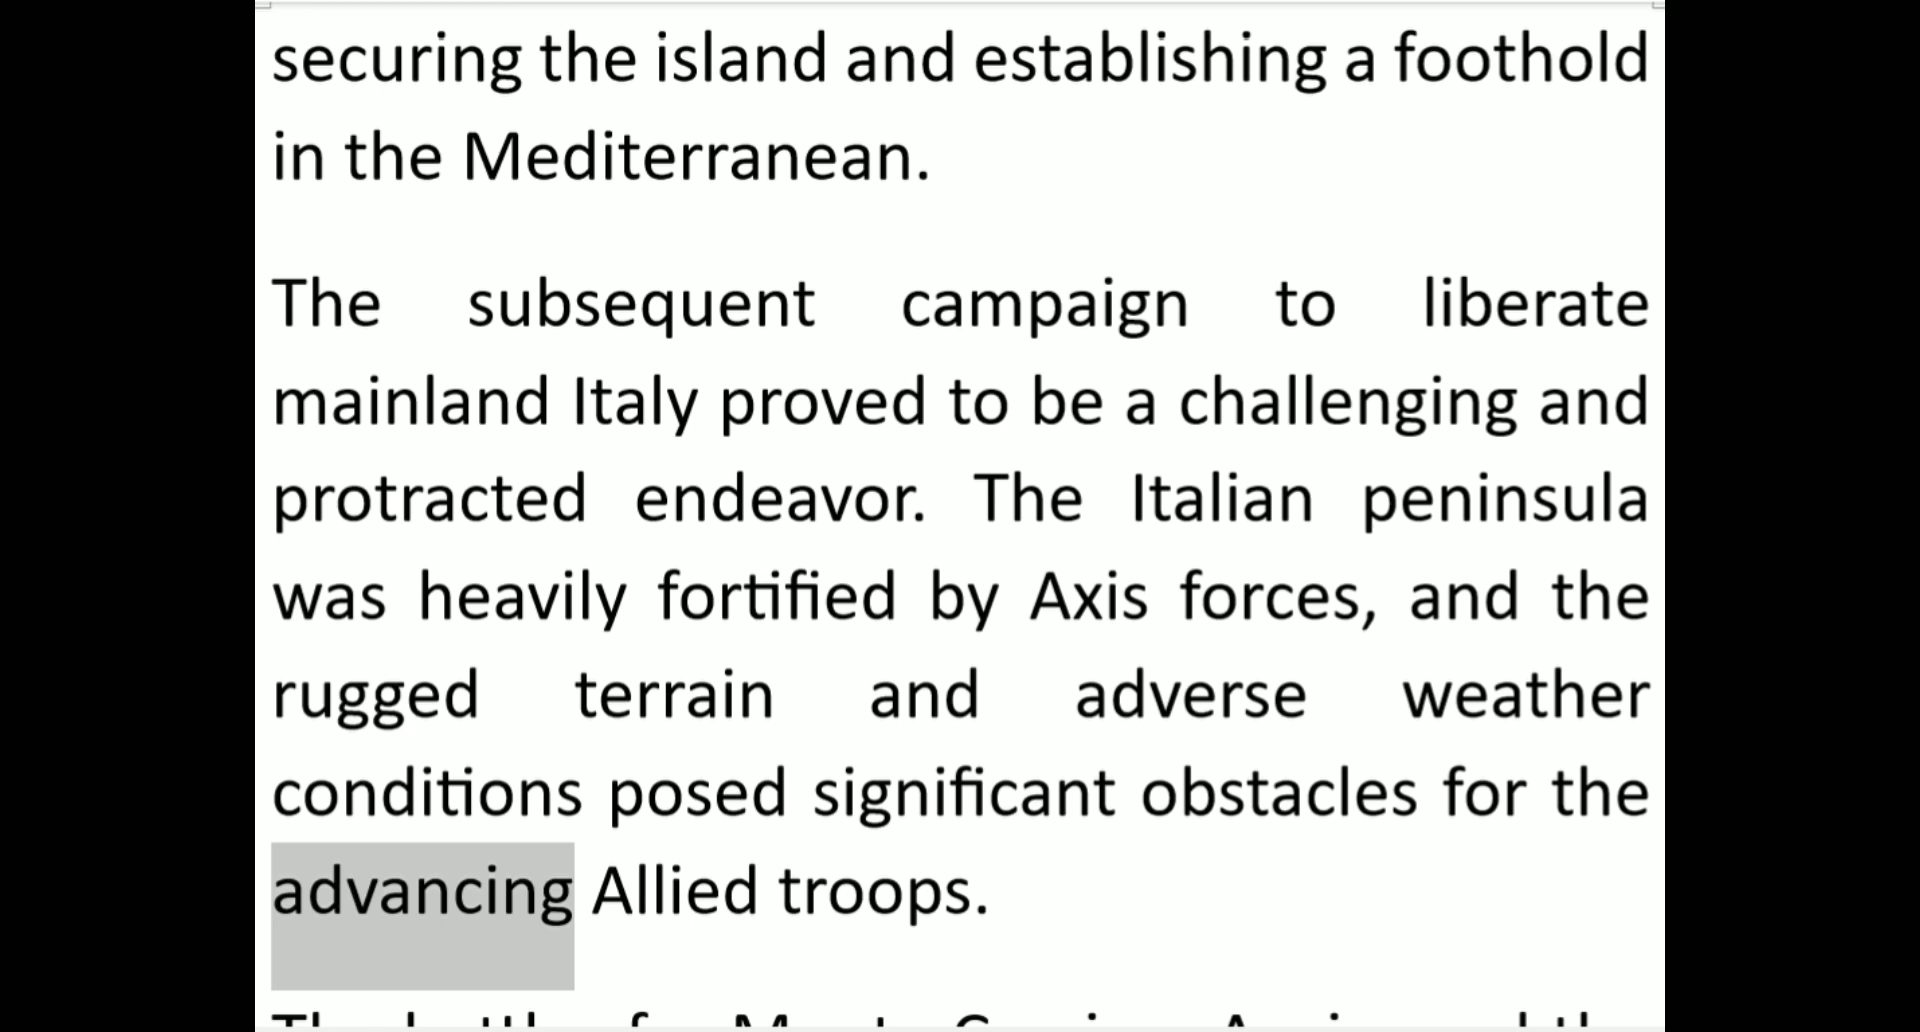 securing the island and establishing a foothold
in the Mediterranean.
The subsequent campaign to liberate
mainland Italy proved to be a challenging and
protracted endeavor. The Italian peninsula
was heavily fortified by Axis forces, and the
rugged terrain and adverse weather
conditions posed significant obstacles for the
advancing Allied troops.